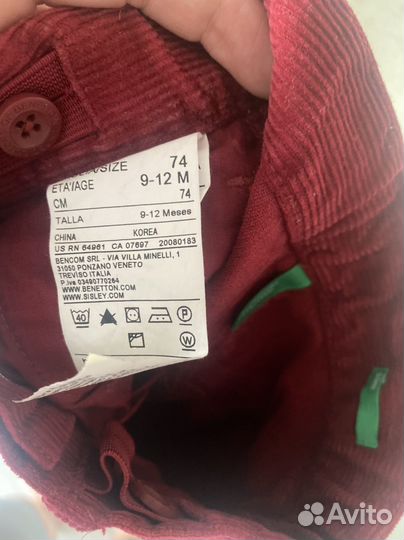 SIZE 74
ETA'/AGE 9-12 M
CM 74
TALLA 9-12 Meses
CHINA KOREA
US RN 64961 CA 07697 20080183
BENCOM SRL - VIA VILLA MINELLI, 1
31050 PONZANO VENETO
TREVISO ITALIA
P.iva 03490770264
WWW.BENETTON.COM
WWW.SISLEY.COM
40 P
W
Avito